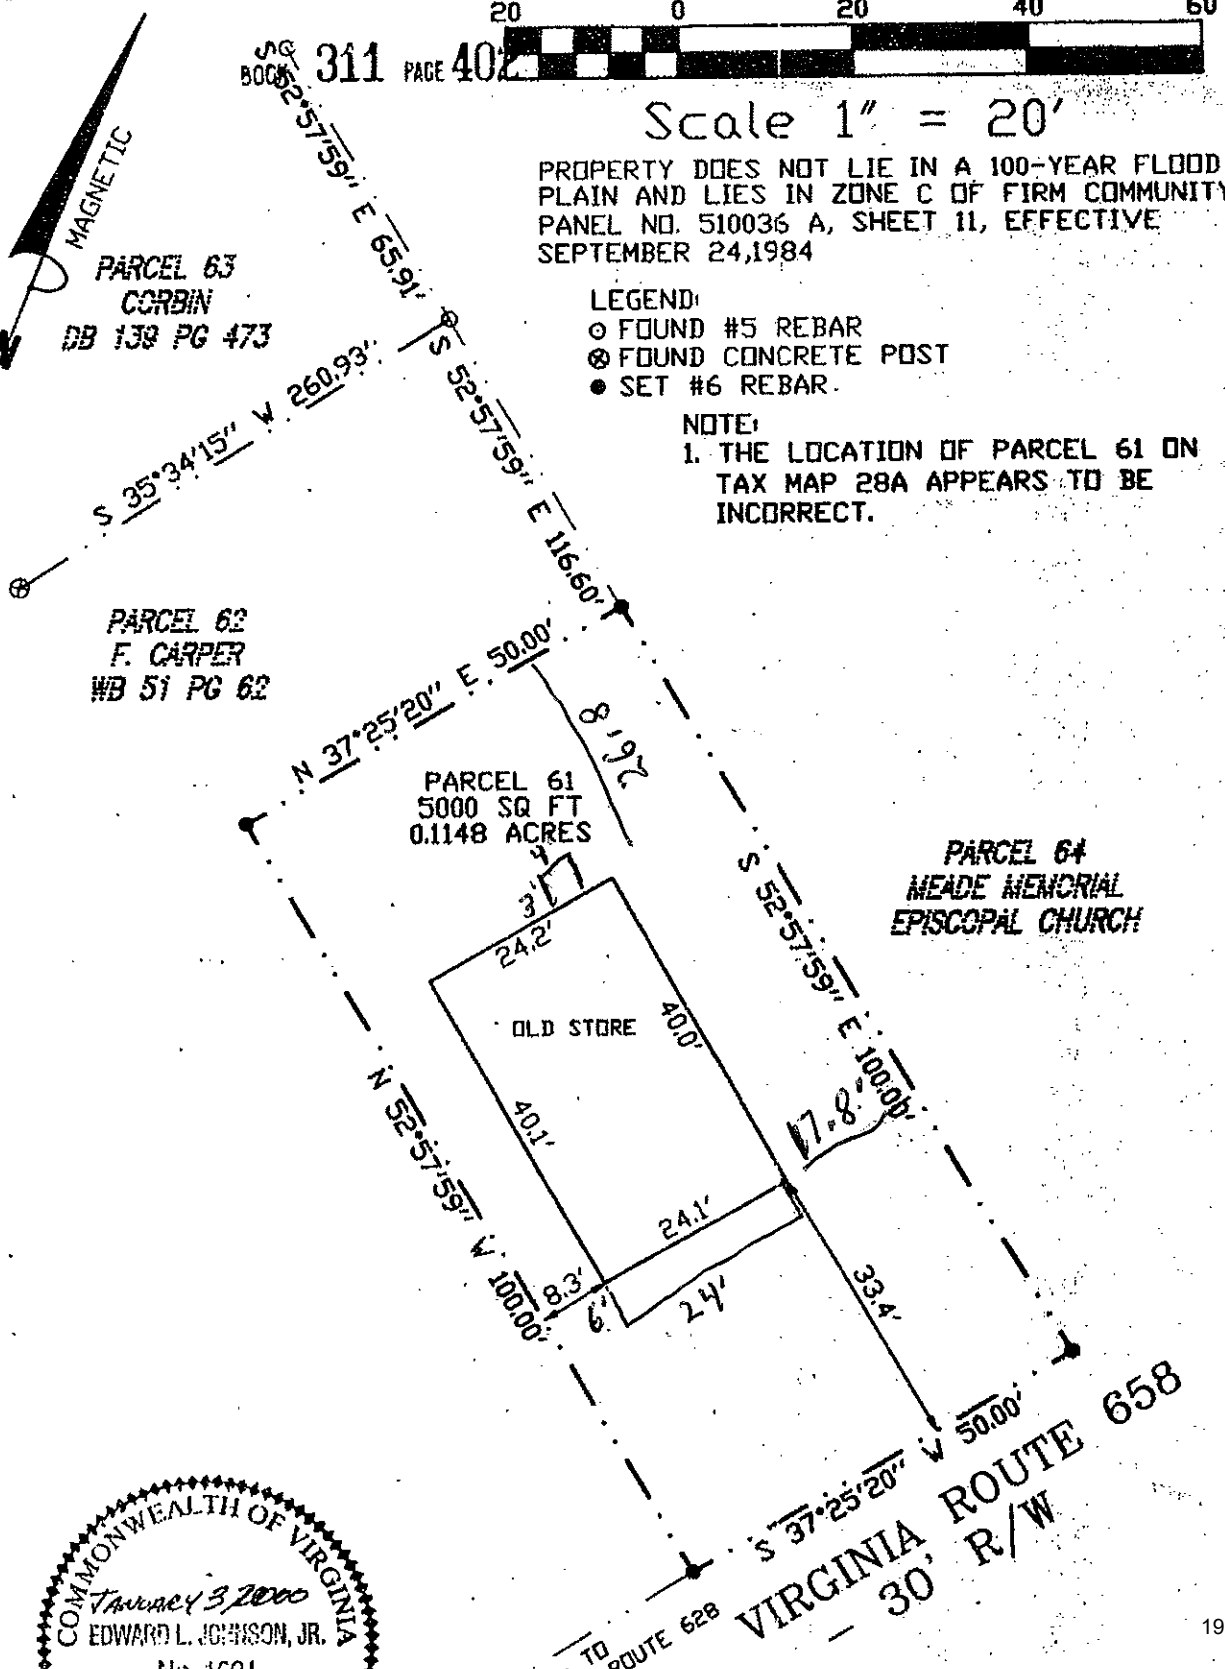 20 0 20 40 60
BOOK 311 PAGE 402
Scale 1" = 20'
PROPERTY DOES NOT LIE IN A 100-YEAR FLOOD
PLAIN AND LIES IN ZONE C OF FIRM COMMUNITY
PANEL NO. 510036 A, SHEET 11, EFFECTIVE
SEPTEMBER 24,1984
MAGNETIC
N
S 52°57'59" E 65.91'
PARCEL 63
CORBIN
DB 139 PG 473
LEGEND:
FOUND #5 REBAR
FOUND CONCRETE POST
SET #6 REBAR
NOTE:
1. THE LOCATION OF PARCEL 61 ON
TAX MAP 28A APPEARS TO BE
INCORRECT.
S 35°34'15" W 260.93'
S 52°57'59" E 116.60'
PARCEL 62
F. CARPER
WB 51 PG 62
N 37°25'20" E 50.00'
26'8
PARCEL 61
5000 SQ FT
0.1148 ACRES
4
3'
24.2'
PARCEL 64
MEADE MEMORIAL
EPISCOPAL CHURCH
S 52°57'59" E 100.00'
OLD STORE
40.0'
40.1'
N 52°57'59" W 100.00'
17.8'
24.1'
8.3'
6'
24'
33.4'
S 37°25'20" W 50.00'
VIRGINIA ROUTE 658
30' R/W
TO
ROUTE 628
COMMONWEALTH OF VIRGINIA
JANUARY 3, 2000
EDWARD L. JOHNSON, JR.
19